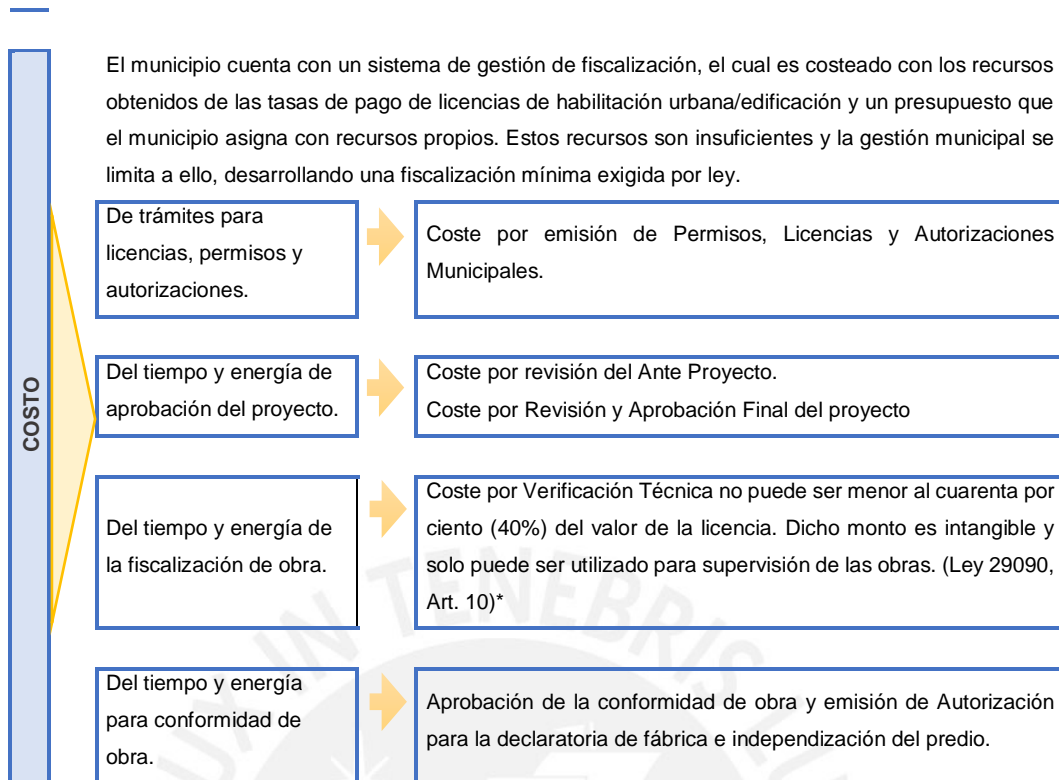 El municipio cuenta con un sistema de gestión de fiscalización, el cual es costeado con los recursos
obtenidos de las tasas de pago de licencias de habilitación urbana/edificación y un presupuesto que
el municipio asigna con recursos propios. Estos recursos son insuficientes y la gestión municipal se
limita a ello, desarrollando una fiscalización mínima exigida por ley.
COSTO
De trámites para
licencias, permisos y
autorizaciones.
Coste por emisión de Permisos, Licencias y Autorizaciones
Municipales.
Del tiempo y energía de
aprobación del proyecto.
Coste por revisión del Ante Proyecto.
Coste por Revisión y Aprobación Final del proyecto
Del tiempo y energía de
la fiscalización de obra.
Coste por Verificación Técnica no puede ser menor al cuarenta por
ciento (40%) del valor de la licencia. Dicho monto es intangible y
solo puede ser utilizado para supervisión de las obras. (Ley 29090,
Art. 10)*
Del tiempo y energía
para conformidad de
obra.
Aprobación de la conformidad de obra y emisión de Autorización
para la declaratoria de fábrica e independización del predio.
TENEBRIS